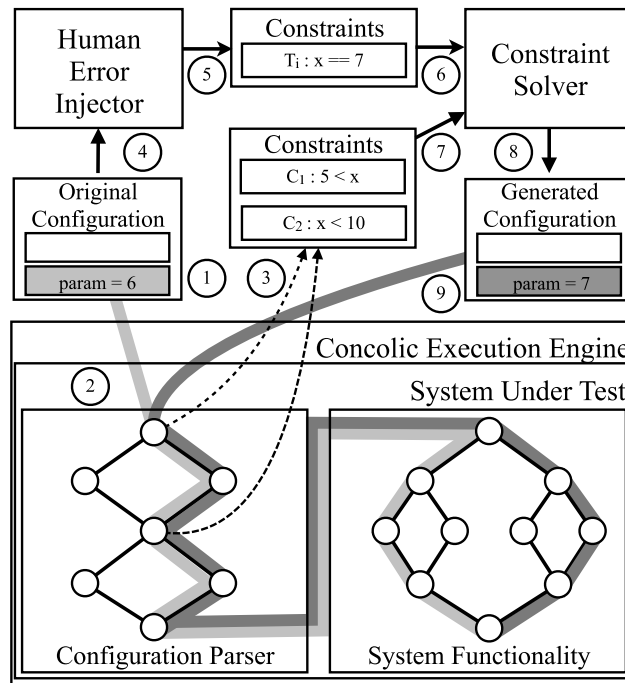 Human
Error
Injector
5
Constraints
Tᵢ : x == 7
6
Constraint
Solver
4
Constraints
C₁ : 5 < x
C₂ : x < 10
7
8
Original
Configuration
param = 6
1
3
Generated
Configuration
param = 7
9
Concolic Execution Engine
2
System Under Test
Configuration Parser
System Functionality